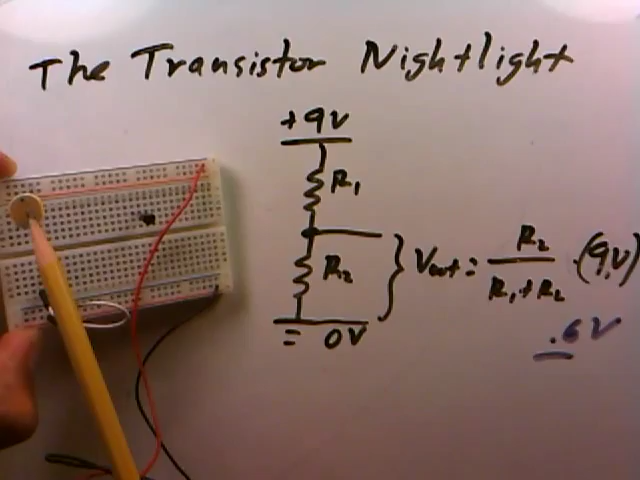 The Transistor Nightlight
+9V
R1
R2
Vout = R2 / R1+R2 · (9V)
.6V
= 0V